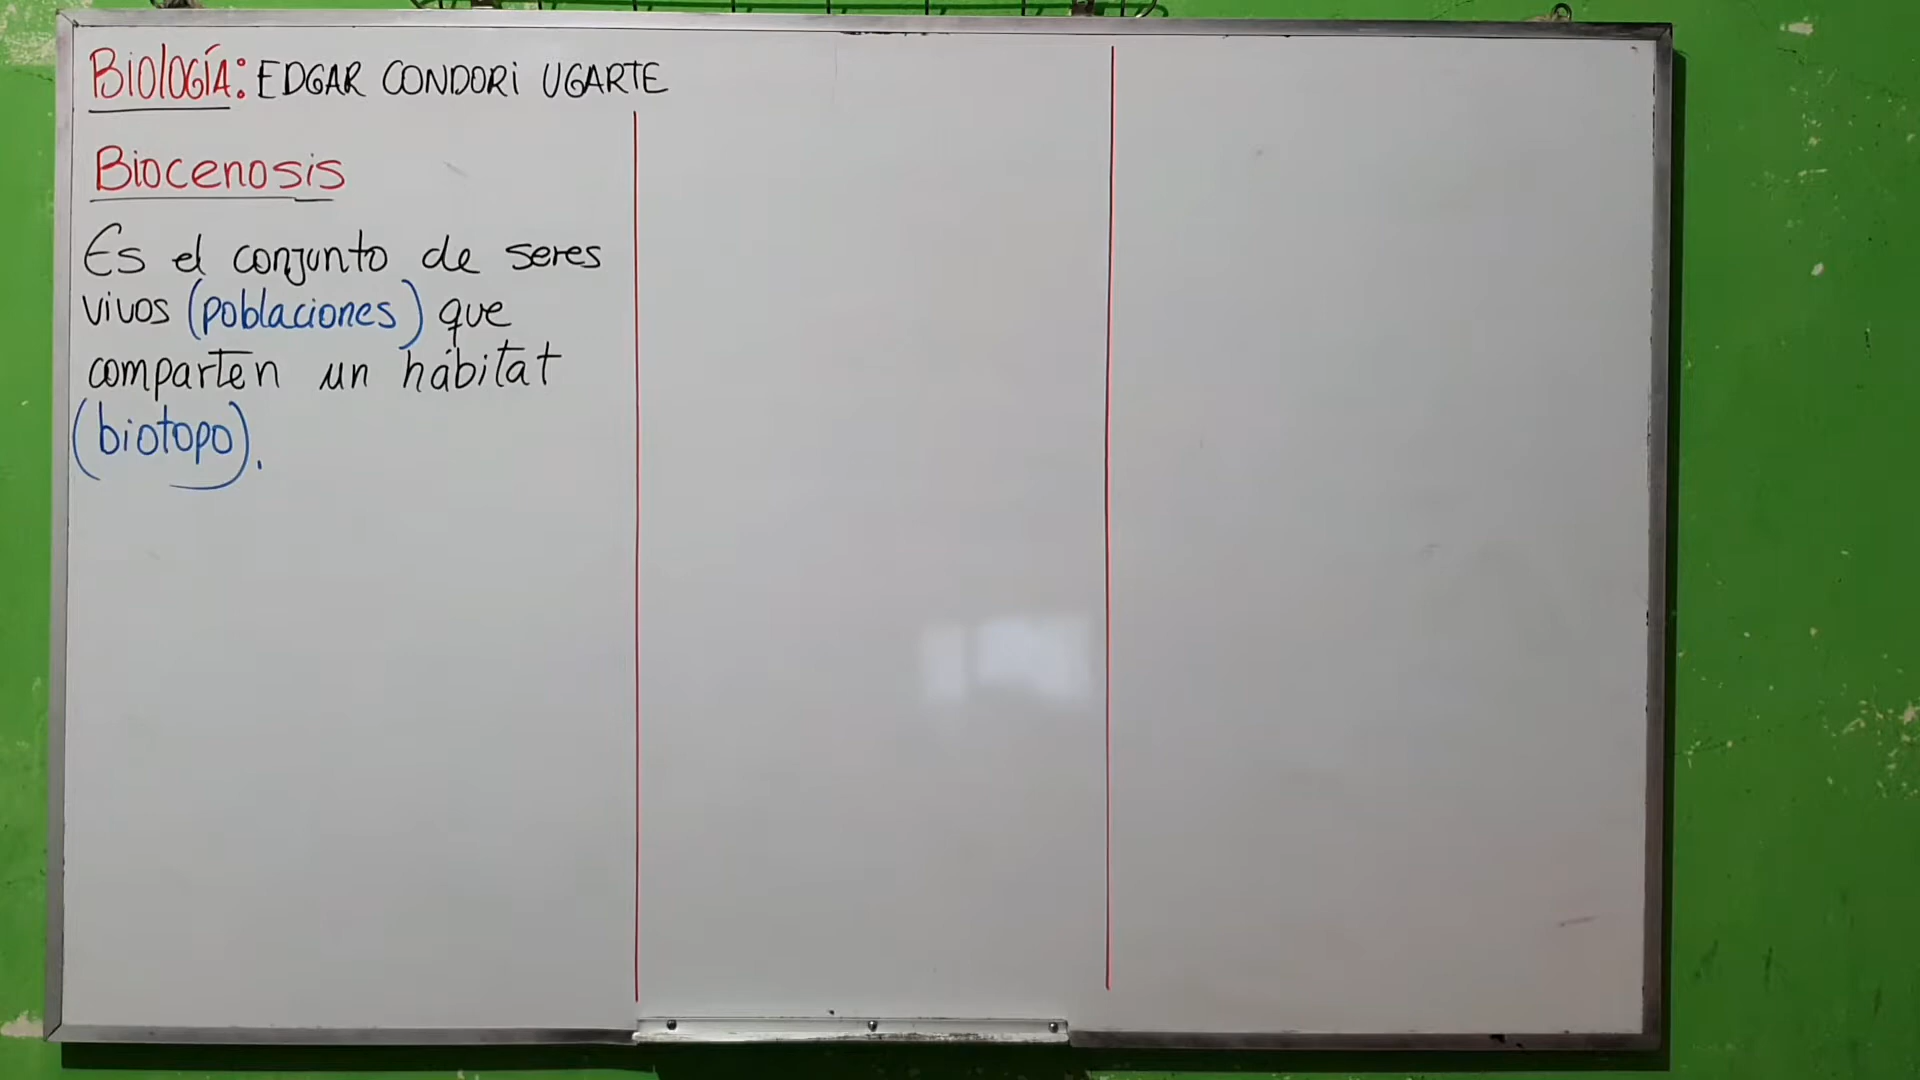 BIOLOGÍA: EDGAR CONDORI UGARTE
Biocenosis
Es el conjunto de seres
vivos (poblaciones) que
comparten un hábitat
(biotopo).